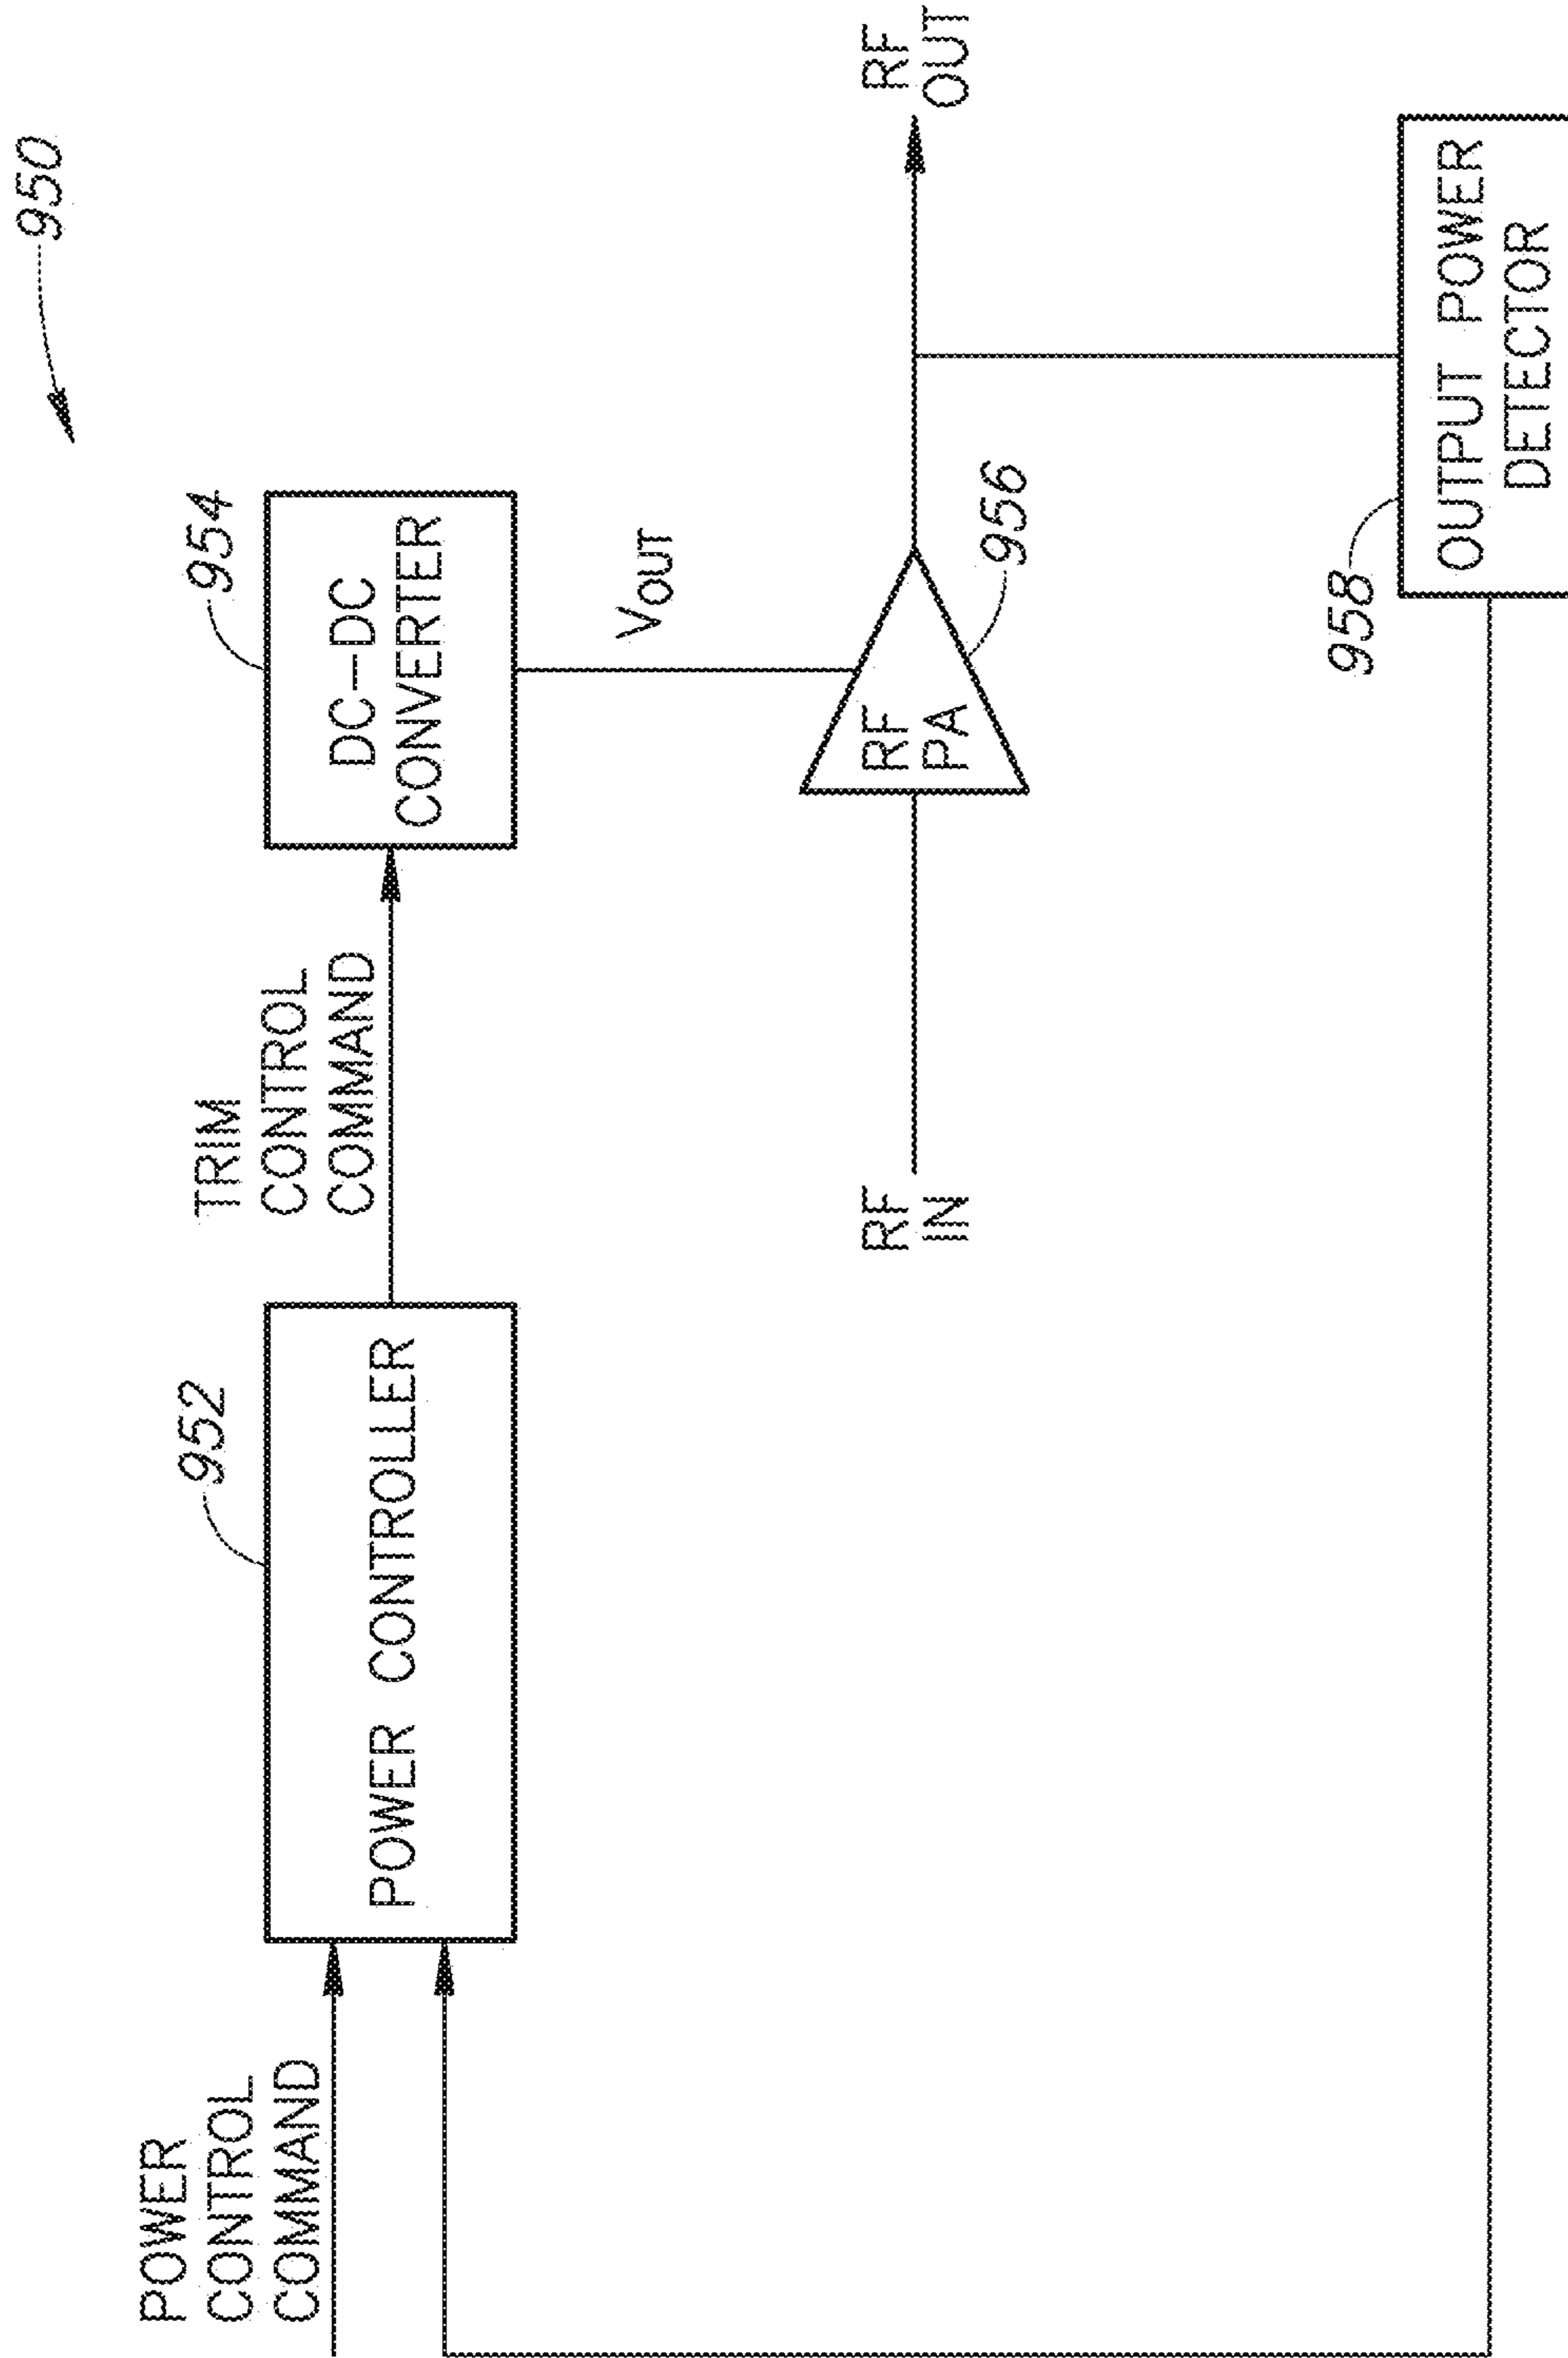 950
POWER
CONTROL
COMMAND
952
POWER CONTROLLER
TRIM
CONTROL
COMMAND
954
DC-DC
CONVERTER
VOUT
RF
IN
RF
PA
956
RF
OUT
958
OUTPUT POWER
DETECTOR